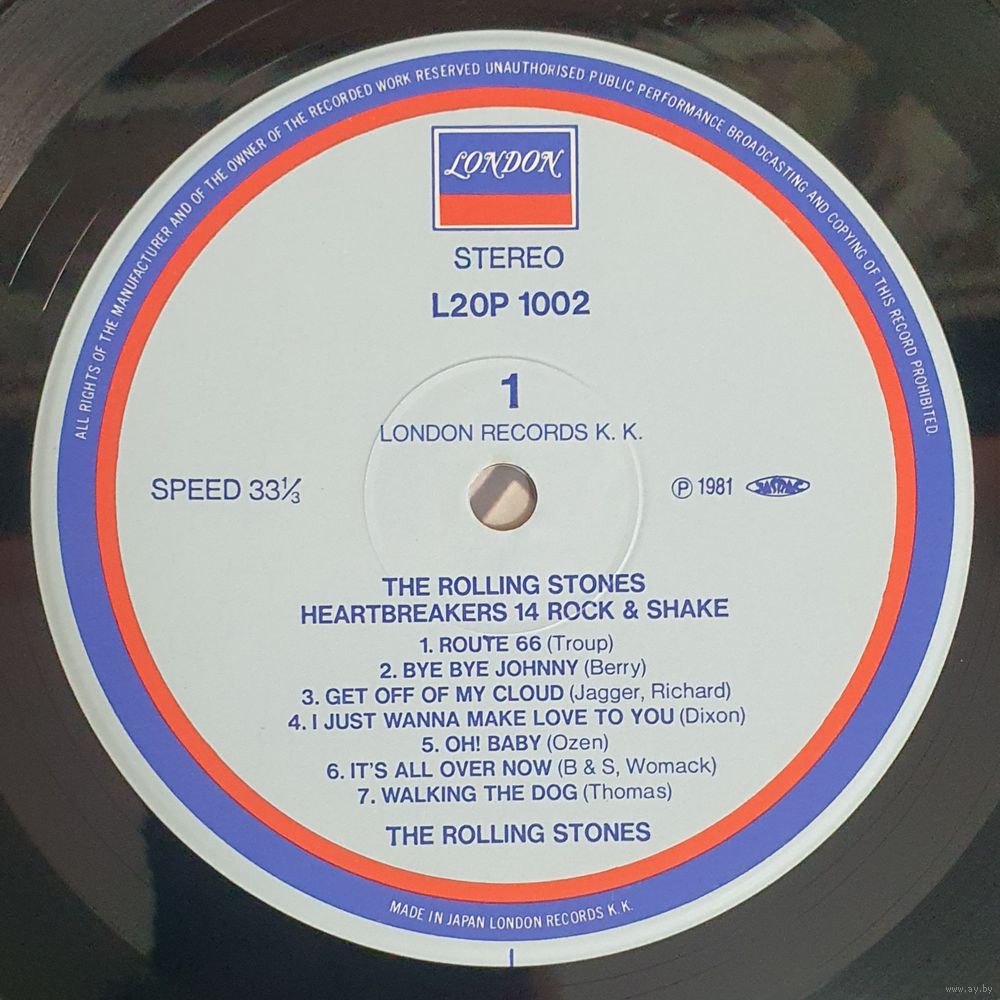 ALL RIGHTS OF THE MANUFACTURER AND OF THE OWNER OF THE RECORDED WORK RESERVED UNAUTHORISED PUBLIC PERFORMANCE BROADCASTING AND COPYING OF THIS RECORD PROHIBITED.
LONDON
STEREO
L20P 1002
1
LONDON RECORDS K. K.
SPEED 33⅓
Ⓟ 1981 JASRAC
THE ROLLING STONES
HEARTBREAKERS 14 ROCK & SHAKE
1. ROUTE 66 (Troup)
2. BYE BYE JOHNNY (Berry)
3. GET OFF OF MY CLOUD (Jagger, Richard)
4. I JUST WANNA MAKE LOVE TO YOU (Dixon)
5. OH! BABY (Ozen)
6. IT'S ALL OVER NOW (B & S, Womack)
7. WALKING THE DOG (Thomas)
THE ROLLING STONES
MADE IN JAPAN LONDON RECORDS K. K.
www.ay.by